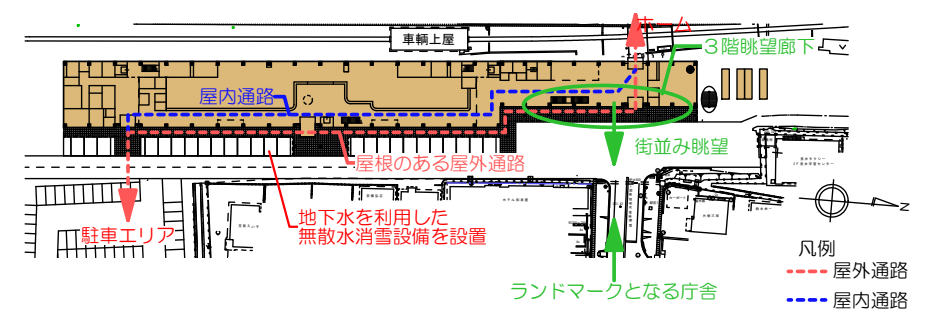 ホーム
車輌上屋
３階眺望廊下
屋内通路
街並み眺望
屋根のある屋外通路
地下水を利用した
無散水消雪設備を設置
駐車エリア
N
凡例
屋外通路
屋内通路
ランドマークとなる庁舎